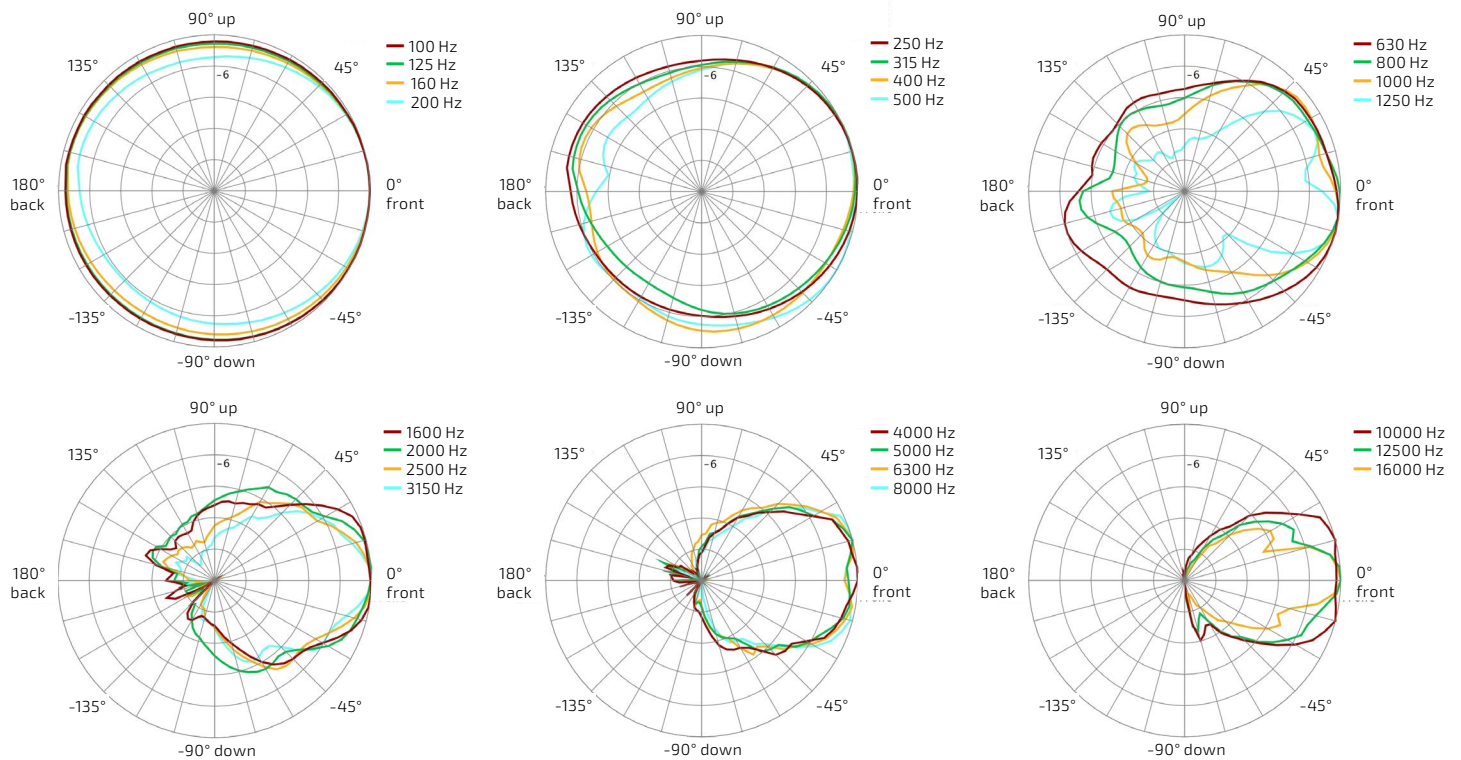 90° up
135°
45°
-6
180°
back
0°
front
-135°
-45°
-90° down
100 Hz
125 Hz
160 Hz
200 Hz
90° up
135°
45°
-6
180°
back
0°
front
-135°
-45°
-90° down
250 Hz
315 Hz
400 Hz
500 Hz
90° up
135°
45°
-6
180°
back
0°
front
-135°
-45°
-90° down
630 Hz
800 Hz
1000 Hz
1250 Hz
90° up
135°
45°
-6
180°
back
0°
front
-135°
-45°
-90° down
1600 Hz
2000 Hz
2500 Hz
3150 Hz
90° up
135°
45°
-6
180°
back
0°
front
-135°
-45°
-90° down
4000 Hz
5000 Hz
6300 Hz
8000 Hz
90° up
135°
45°
-6
180°
back
0°
front
-135°
-45°
-90° down
10000 Hz
12500 Hz
16000 Hz